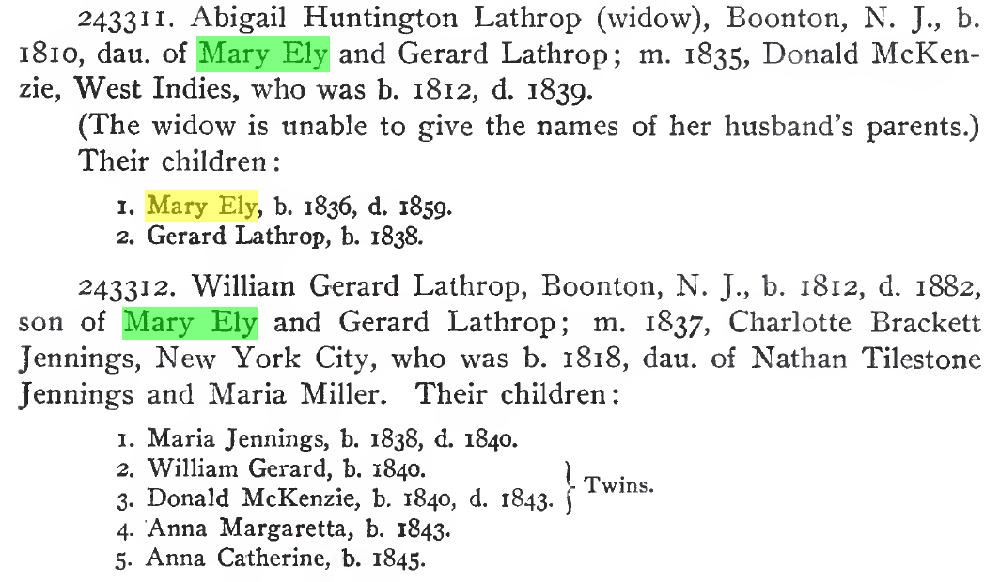 243311. Abigail Huntington Lathrop (widow), Boonton, N. J., b.
1810, dau. of Mary Ely and Gerard Lathrop; m. 1835, Donald McKen-
zie, West Indies, who was b. 1812, d. 1839.
(The widow is unable to give the names of her husband's parents.)
Their children:
1. Mary Ely, b. 1836, d. 1859.
2. Gerard Lathrop, b. 1838.
243312. William Gerard Lathrop, Boonton, N. J., b. 1812, d. 1882,
son of Mary Ely and Gerard Lathrop; m. 1837, Charlotte Brackett
Jennings, New York City, who was b. 1818, dau. of Nathan Tilestone
Jennings and Maria Miller. Their children:
1. Maria Jennings, b. 1838, d. 1840.
2. William Gerard, b. 1840.
3. Donald McKenzie, b. 1840, d. 1843. } Twins.
4. Anna Margaretta, b. 1843.
5. Anna Catherine, b. 1845.